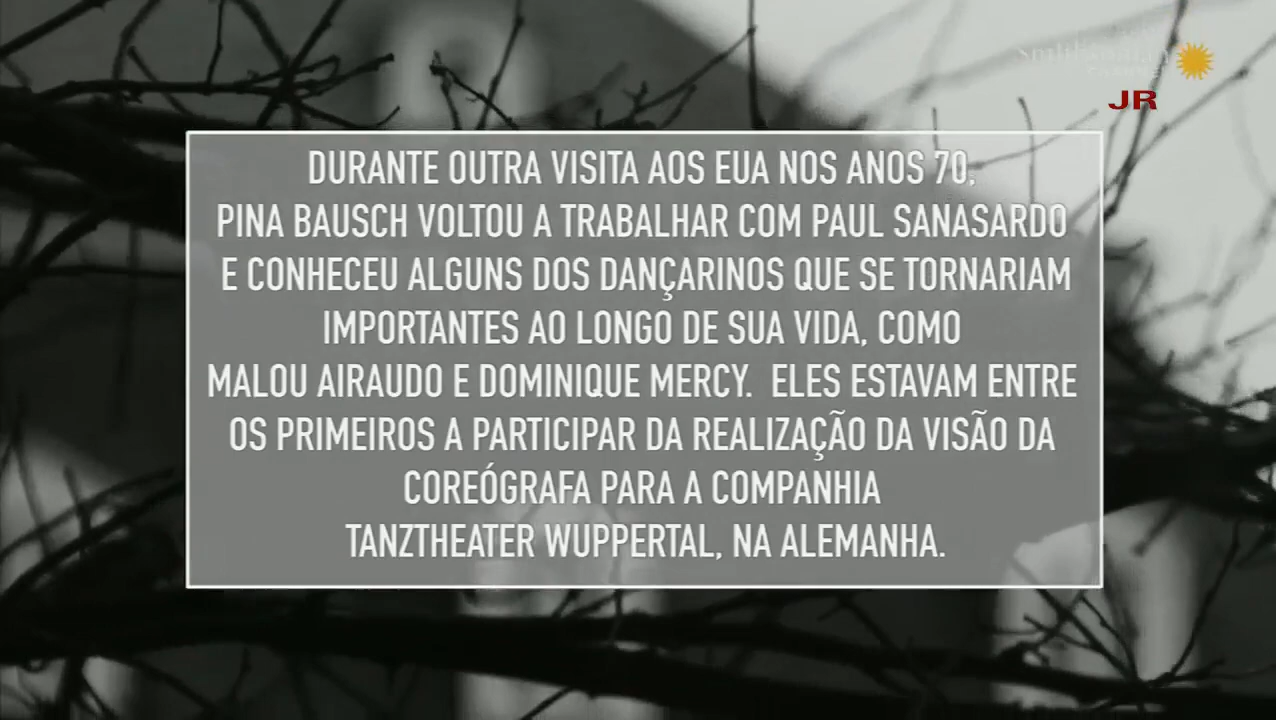 Smithsonian
CHANNEL
JR
DURANTE OUTRA VISITA AOS EUA NOS ANOS 70,
PINA BAUSCH VOLTOU A TRABALHAR COM PAUL SANASARDO
E CONHECEU ALGUNS DOS DANÇARINOS QUE SE TORNARIAM
IMPORTANTES AO LONGO DE SUA VIDA, COMO
MALOU AIRAUDO E DOMINIQUE MERCY. ELES ESTAVAM ENTRE
OS PRIMEIROS A PARTICIPAR DA REALIZAÇÃO DA VISÃO DA
COREÓGRAFA PARA A COMPANHIA
TANZTHEATER WUPPERTAL, NA ALEMANHA.